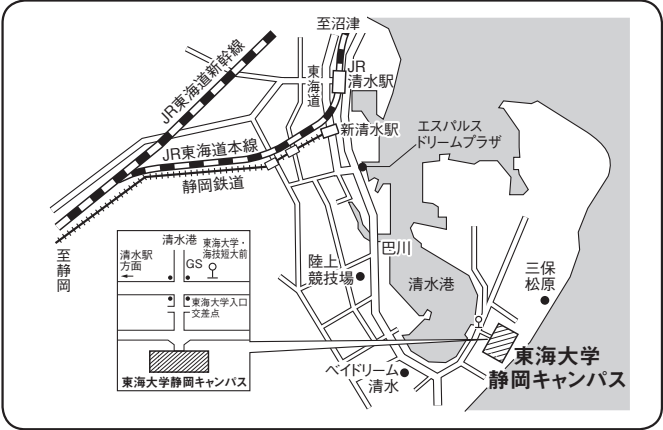 至沼津
JR東海道新幹線
東海道
JR
清水駅
新清水駅
エスパルス
ドリームプラザ
JR東海道本線
静岡鉄道
至静岡
巴川
陸上
競技場
清水港
三保
松原
清水港
清水駅
方面
GS
東海大学・
海技短大前
東海大学入口
交差点
東海大学静岡キャンパス
ベイドリーム
清水
東海大学
静岡キャンパス